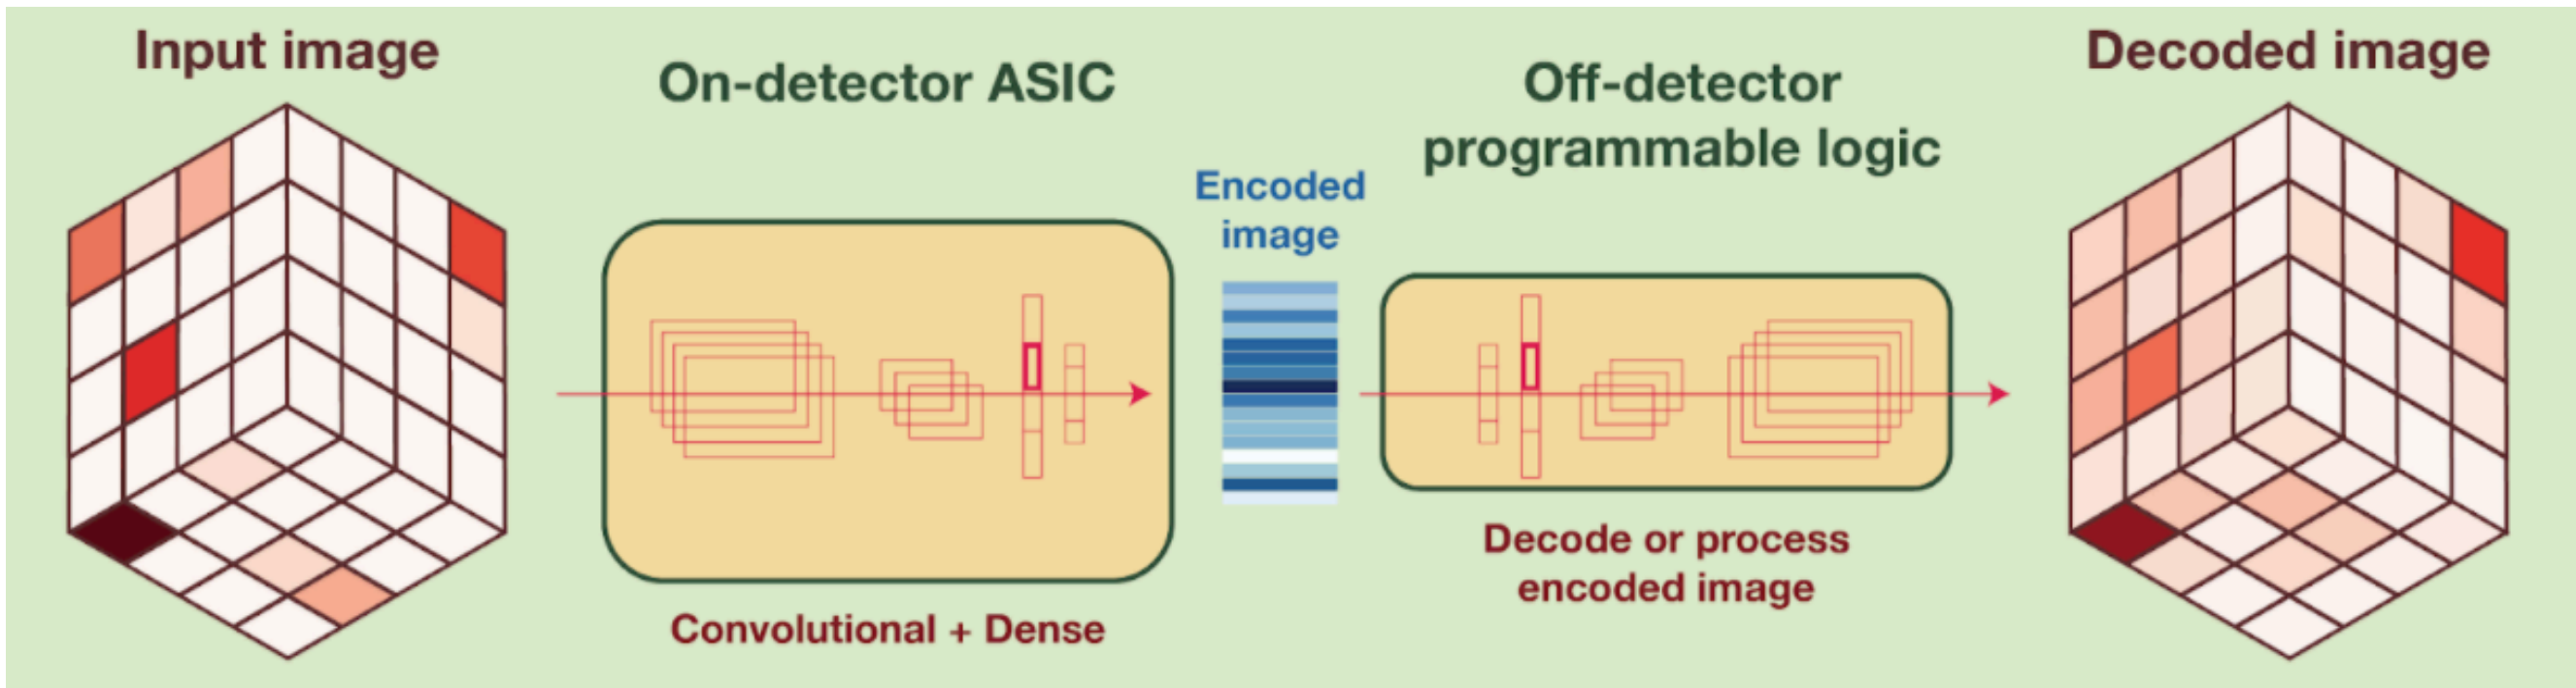 Input image
On-detector ASIC
Convolutional + Dense
Encoded
image
Off-detector
programmable logic
Decode or process
encoded image
Decoded image